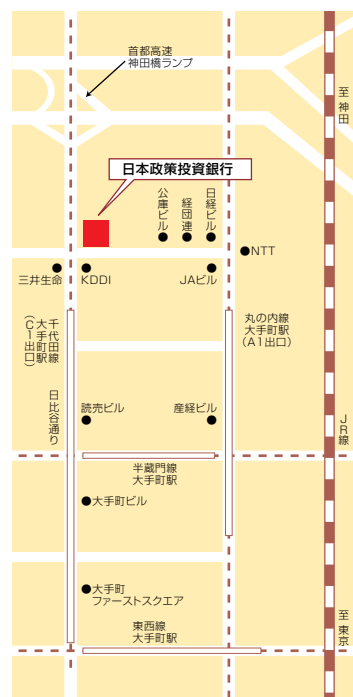 首都高速
神田橋ランプ
至神田
日本政策投資銀行
公庫ビル
経団連
日経ビル
NTT
三井生命
KDDI
JAビル
千代田線
大手町駅
(C1出口)
丸の内線
大手町駅
(A1出口)
日比谷通り
読売ビル
産経ビル
JR線
半蔵門線
大手町駅
大手町ビル
大手町
ファーストスクエア
至東京
東西線
大手町駅